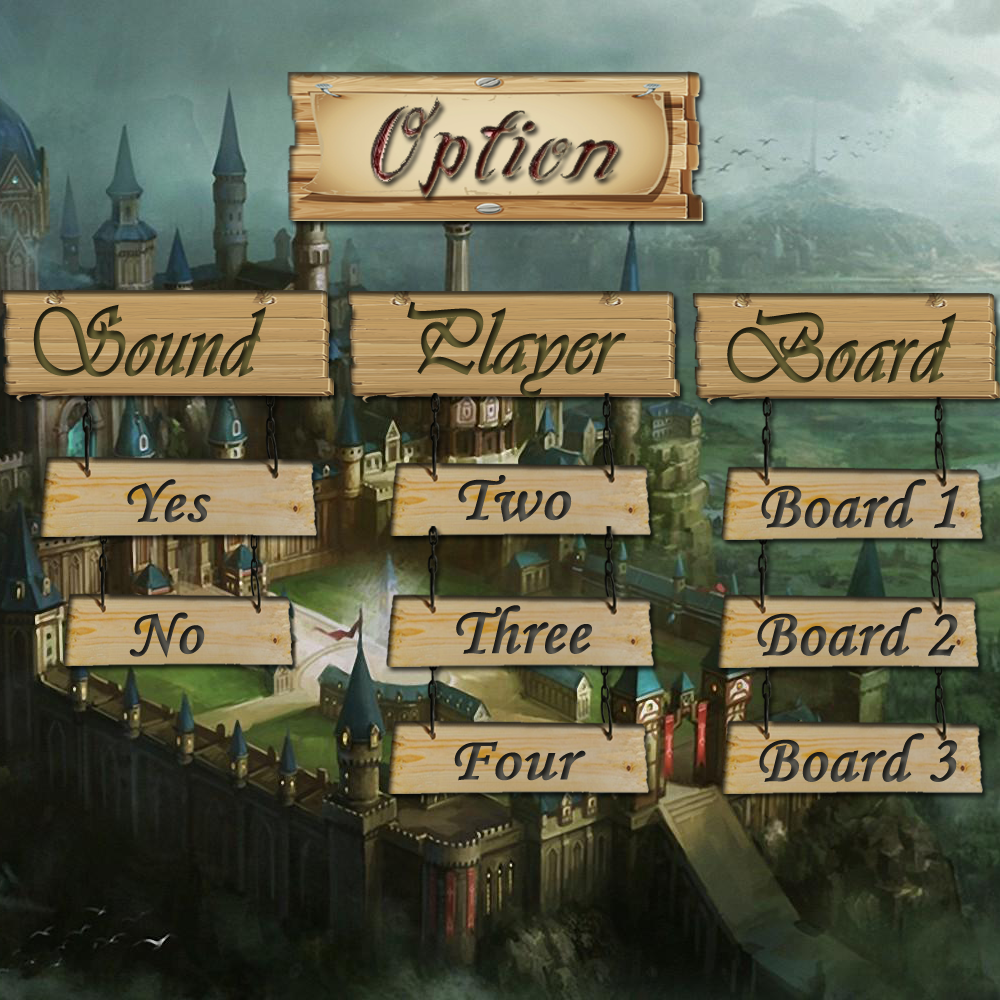 Option
Sound
Player
Board
Yes
Two
Board 1
No
Three
Board 2
Four
Board 3